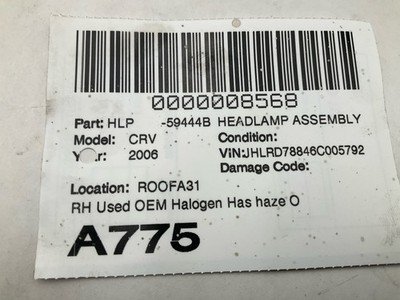 0000008568
Part: HLP -59444B HEADLAMP ASSEMBLY
Model: CRV Condition:
Year: 2006 VIN:JHLRD78846C005792
Damage Code:
Location: ROOFA31
RH Used OEM Halogen Has haze O
A775